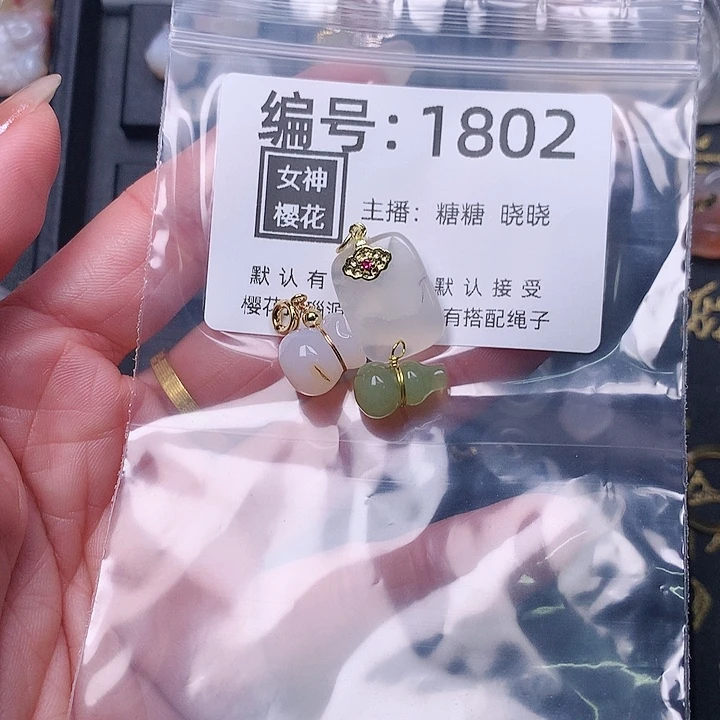 编号：1802
女神
樱花
主播：糖糖 晓晓
默认有
默认接受
樱花
有搭配绳子